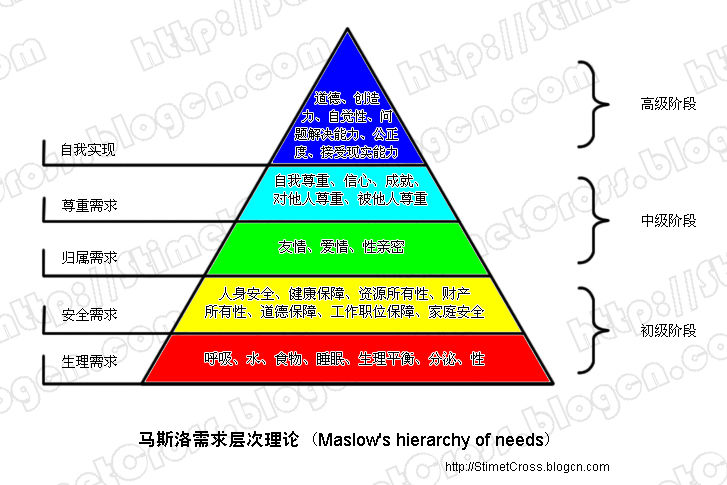 道德、创造
力、自觉性、问
题解决能力、公正
度、接受现实能力
高级阶段
自我实现
自我尊重、信心、成就、
对他人尊重、被他人尊重
尊重需求
中级阶段
友情、爱情、性亲密
归属需求
人身安全、健康保障、资源所有性、财产
所有性、道德保障、工作职位保障、家庭安全
安全需求
初级阶段
呼吸、水、食物、睡眠、生理平衡、分泌、性
生理需求
马斯洛需求层次理论 (Maslow's hierarchy of needs)
http://StimetCross.blogcn.com